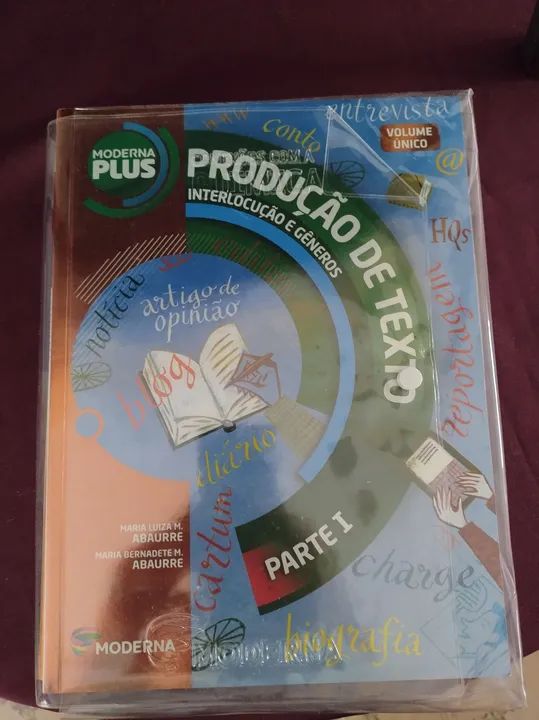 entrevista
www
conto
VOLUME
ÚNICO
@
MODERNA
PLUS
PRODUÇÃO DE TEXTO
INTERLOCUÇÃO E GÊNEROS
HQs
notícia
artigo de
opinião
reportagem
blog
diário
cartum
MARIA LUIZA M.
ABAURRE
MARIA BERNADETE M.
ABAURRE
PARTE I
charge
MODERNA
biografia